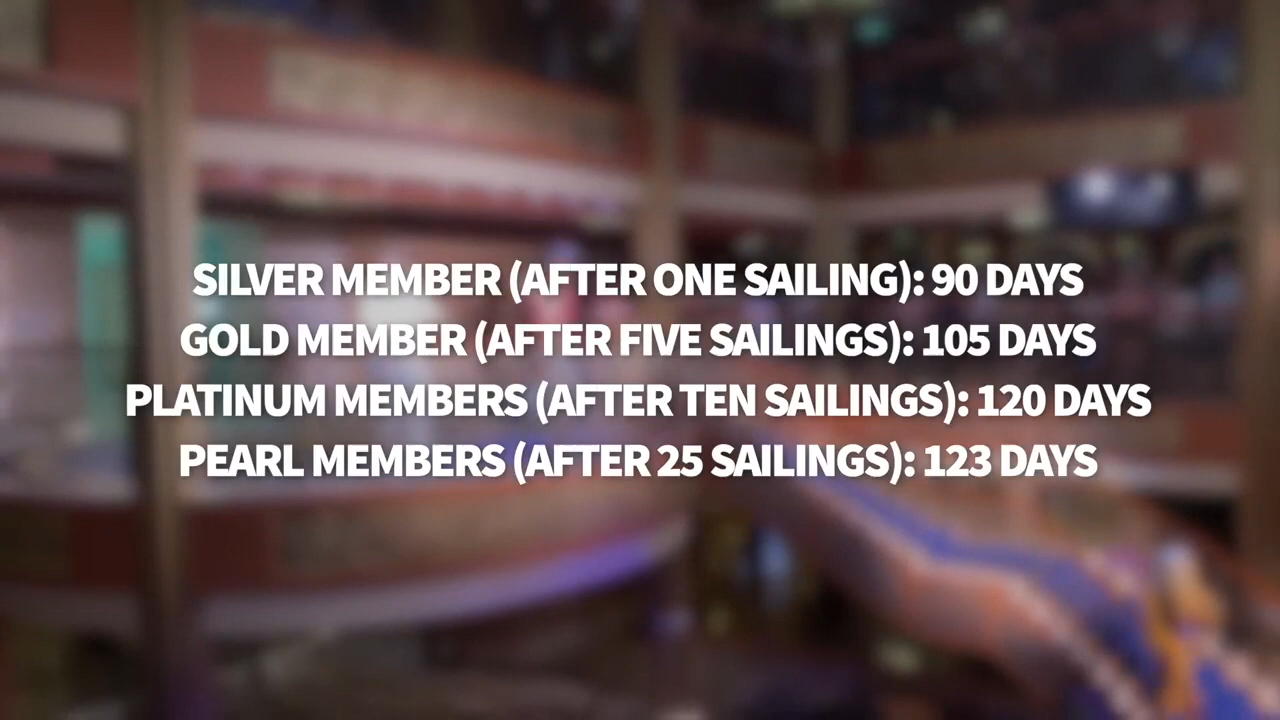 SILVER MEMBER (AFTER ONE SAILING): 90 DAYS
GOLD MEMBER (AFTER FIVE SAILINGS): 105 DAYS
PLATINUM MEMBERS (AFTER TEN SAILINGS): 120 DAYS
PEARL MEMBERS (AFTER 25 SAILINGS): 123 DAYS